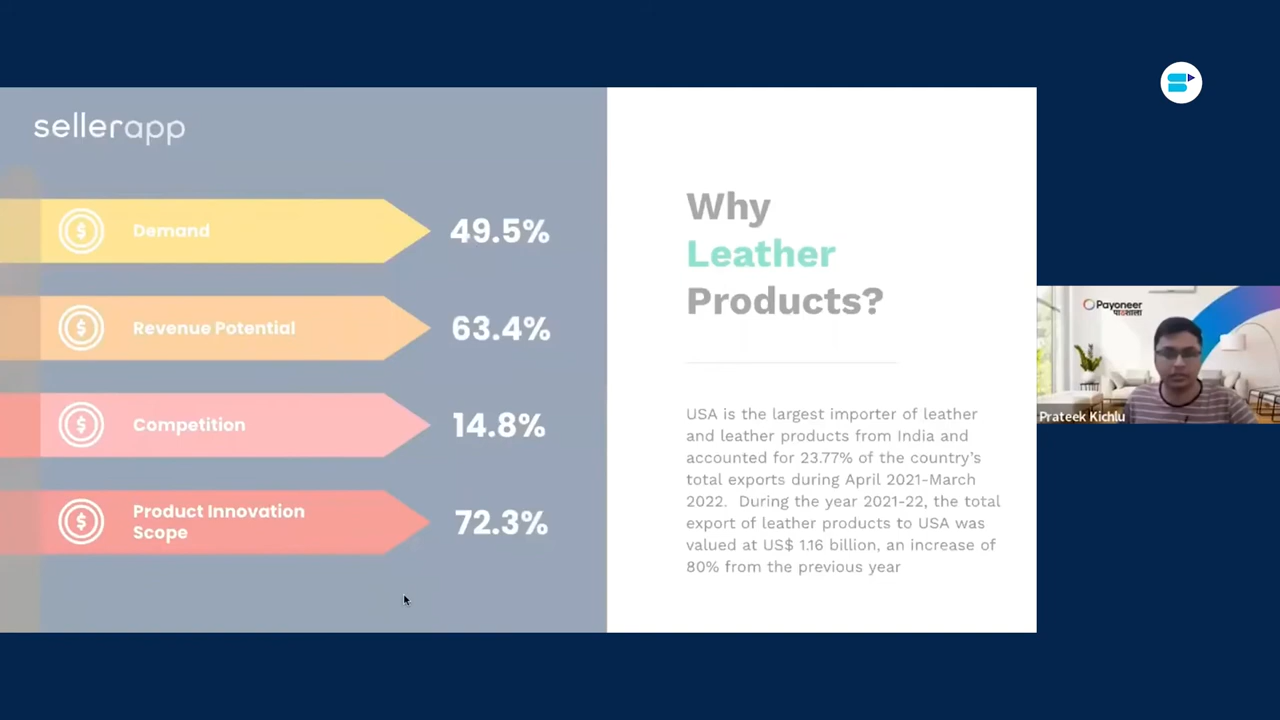 sellerapp
Demand
49.5%
Revenue Potential
63.4%
Competition
14.8%
Product Innovation
Scope
72.3%
Why
Leather
Products?
USA is the largest importer of leather
and leather products from India and
accounted for 23.77% of the country's
total exports during April 2021-March
2022.  During the year 2021-22, the total
export of leather products to USA was
valued at US$ 1.16 billion, an increase of
80% from the previous year
Payoneer
पाठशाला
Prateek Kichlu